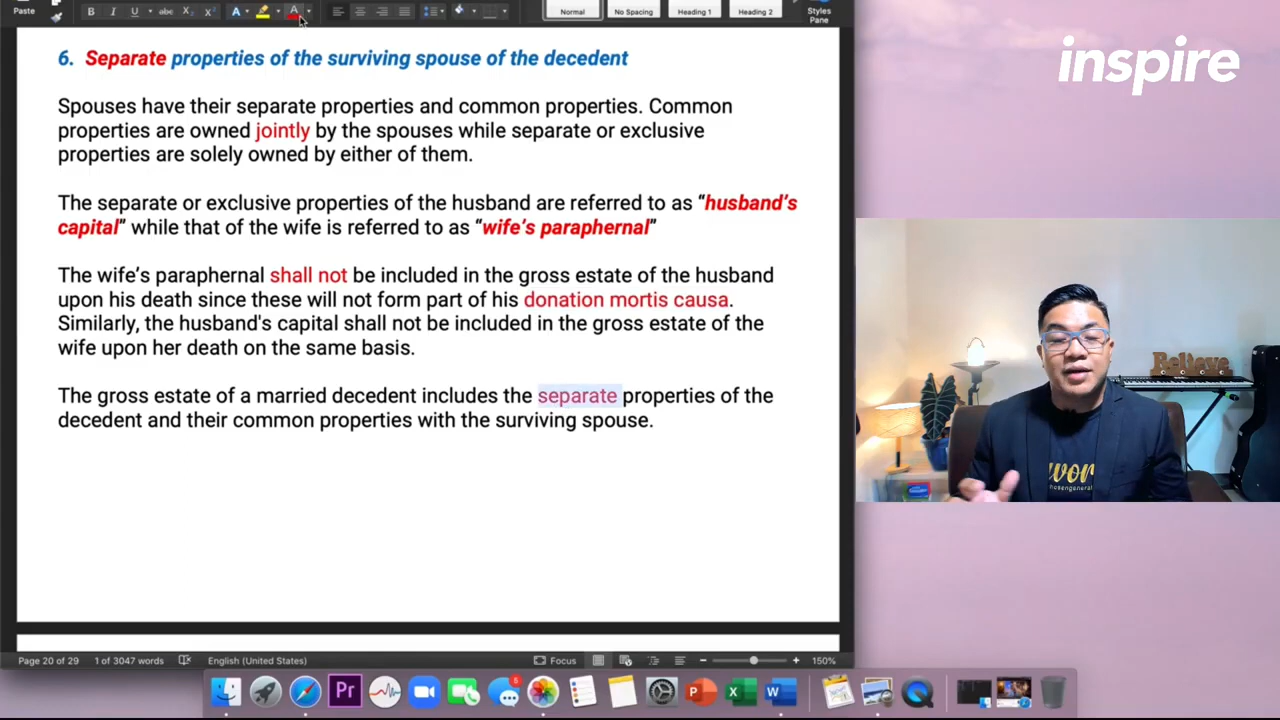 Paste
B I U abc X2 X2 A A
Normal No Spacing Heading 1 Heading 2
Styles
Pane
inspire
6. Separate properties of the surviving spouse of the decedent
Spouses have their separate properties and common properties. Common
properties are owned jointly by the spouses while separate or exclusive
properties are solely owned by either of them.
The separate or exclusive properties of the husband are referred to as “husband’s
capital” while that of the wife is referred to as “wife’s paraphernal”
The wife’s paraphernal shall not be included in the gross estate of the husband
upon his death since these will not form part of his donation mortis causa.
Similarly, the husband's capital shall not be included in the gross estate of the
wife upon her death on the same basis.
The gross estate of a married decedent includes the separate properties of the
decedent and their common properties with the surviving spouse.
Believe
Page 20 of 29 1 of 3047 words English (United States) Focus 150%
Pr 5 P X W